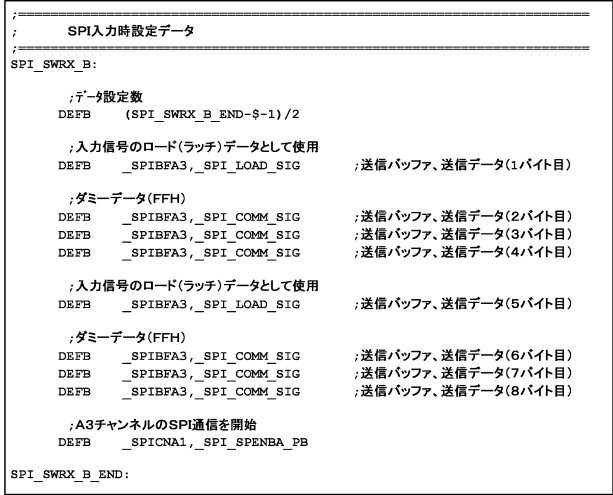 ;=================================================================
;       SPI入力時設定データ
;=================================================================
SPI_SWRX_B:
;ﾃﾞｰﾀ設定数
DEFB    (SPI_SWRX_B_END-$-1)/2
;入力信号のロード(ラッチ)データとして使用
DEFB    _SPIBFA3,_SPI_LOAD_SIG    ;送信バッファ、送信データ(1バイト目)
;ダミーデータ(FFH)
DEFB    _SPIBFA3,_SPI_COMM_SIG    ;送信バッファ、送信データ(2バイト目)
DEFB    _SPIBFA3,_SPI_COMM_SIG    ;送信バッファ、送信データ(3バイト目)
DEFB    _SPIBFA3,_SPI_COMM_SIG    ;送信バッファ、送信データ(4バイト目)
;入力信号のロード(ラッチ)データとして使用
DEFB    _SPIBFA3,_SPI_LOAD_SIG    ;送信バッファ、送信データ(5バイト目)
;ダミーデータ(FFH)
DEFB    _SPIBFA3,_SPI_COMM_SIG    ;送信バッファ、送信データ(6バイト目)
DEFB    _SPIBFA3,_SPI_COMM_SIG    ;送信バッファ、送信データ(7バイト目)
DEFB    _SPIBFA3,_SPI_COMM_SIG    ;送信バッファ、送信データ(8バイト目)
;A3チャンネルのSPI通信を開始
DEFB    _SPICNA1,_SPI_SPENBA_PB
SPI_SWRX_B_END: